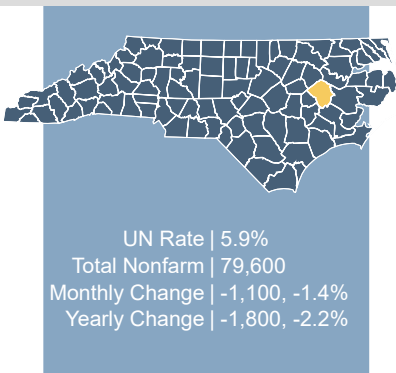 UN Rate | 5.9%
Total Nonfarm | 79,600
Monthly Change | -1,100, -1.4%
Yearly Change | -1,800, -2.2%